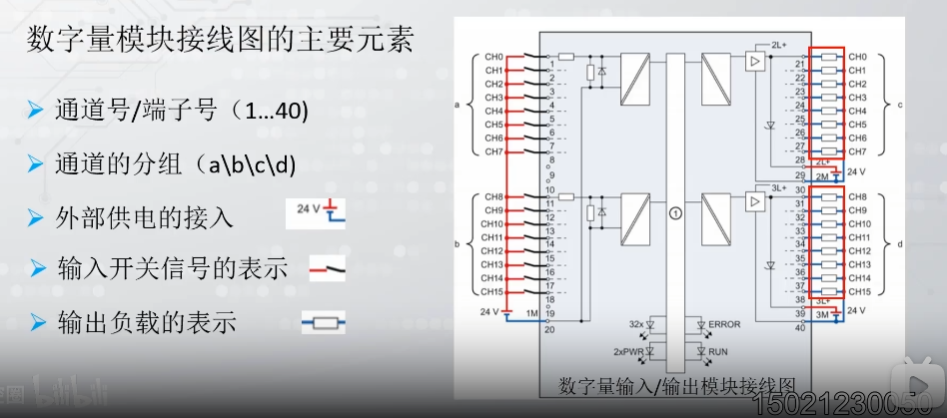 数字量模块接线图的主要元素
通道号/端子号（1...40)
通道的分组（a\b\c\d)
外部供电的接入
24 V
输入开关信号的表示
输出负载的表示
CH0
CH1
CH2
CH3
CH4
CH5
CH6
CH7
a
1
2
3
4
5
6
7
8
9
CH8
CH9
CH10
CH11
CH12
CH13
CH14
CH15
b
10
11
12
13
14
15
16
17
18
19
20
24 V
1M
2L+
21
22
23
24
25
26
27
28
29
CH0
CH1
CH2
CH3
CH4
CH5
CH6
CH7
c
2L+
2M
24 V
3L+
30
31
32
33
34
35
36
37
38
39
40
CH8
CH9
CH10
CH11
CH12
CH13
CH14
CH15
d
3L+
3M
24 V
①
32x
ERROR
2xPWR
RUN
数字量输入/输出模块接线图
bilibili
15021230050